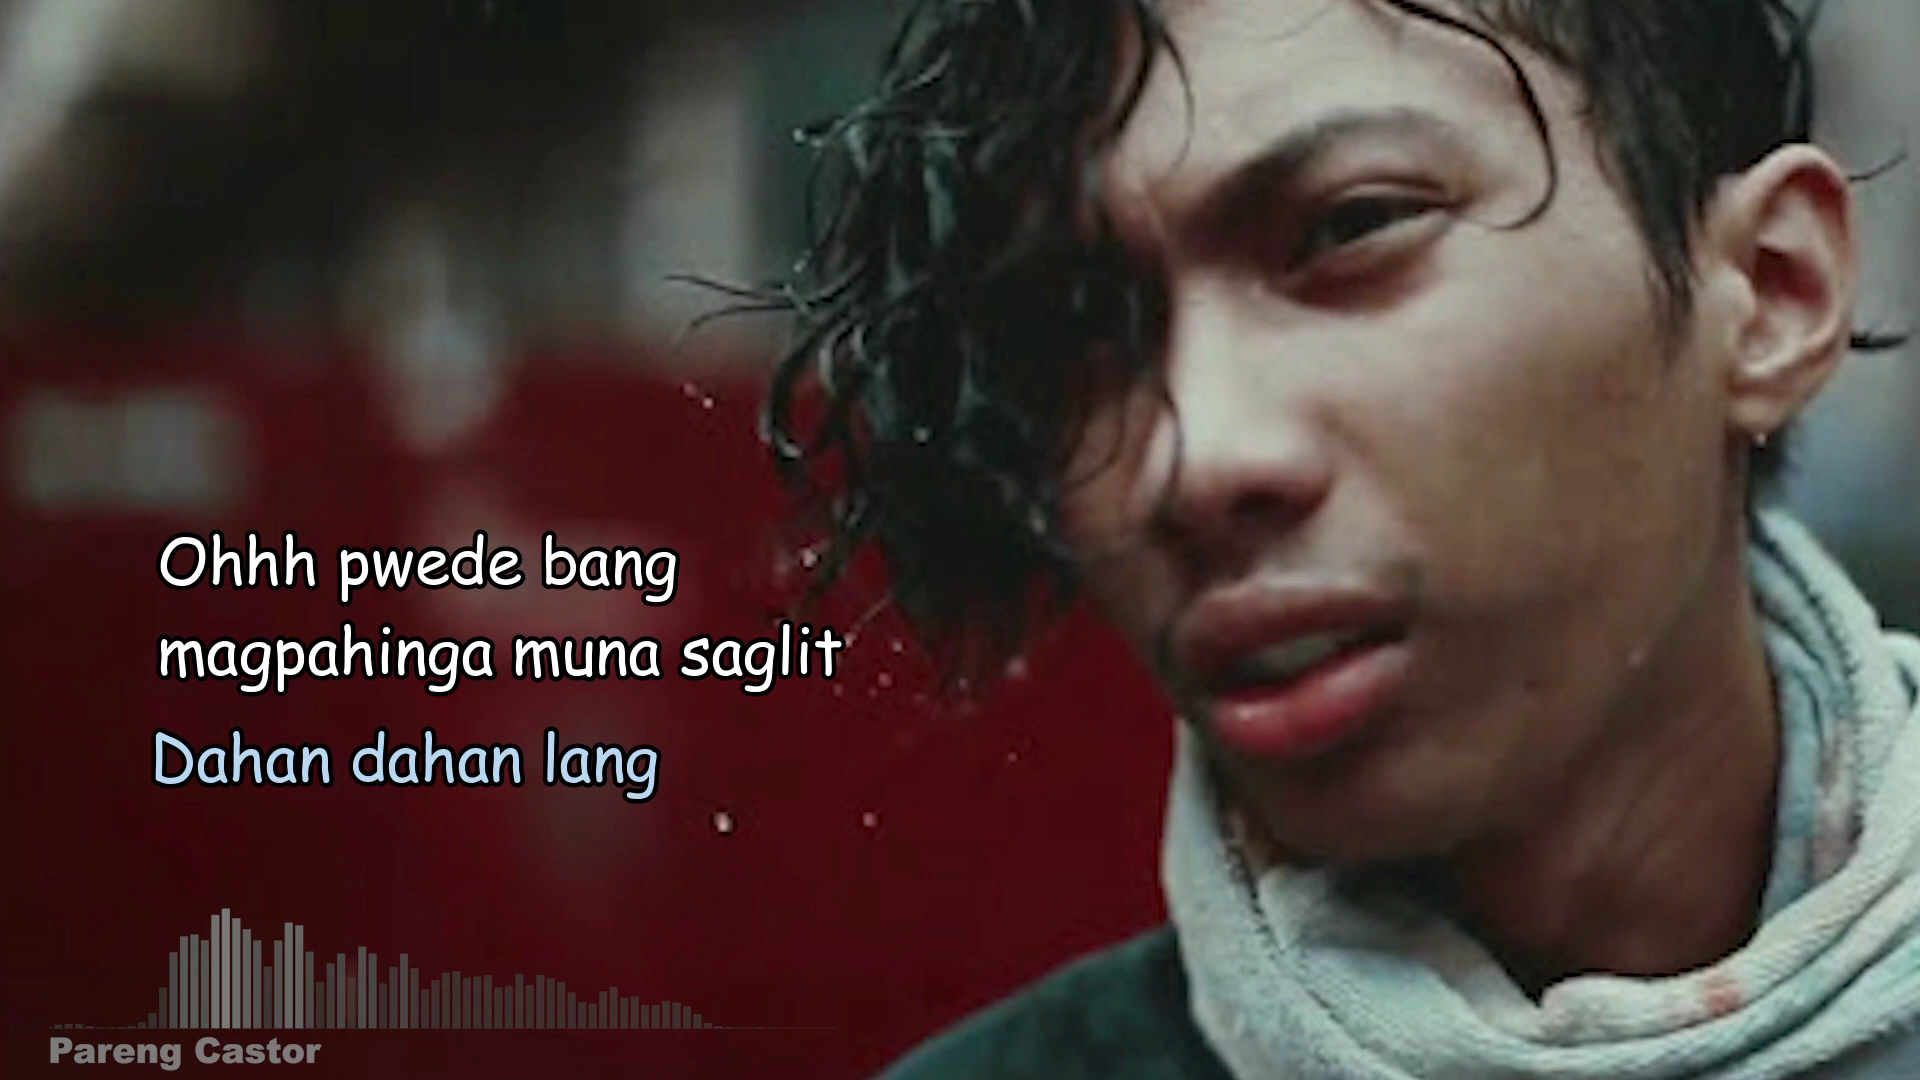 Ohhh pwede bang
magpahinga muna saglit
Dahan dahan lang
Pareng Castor